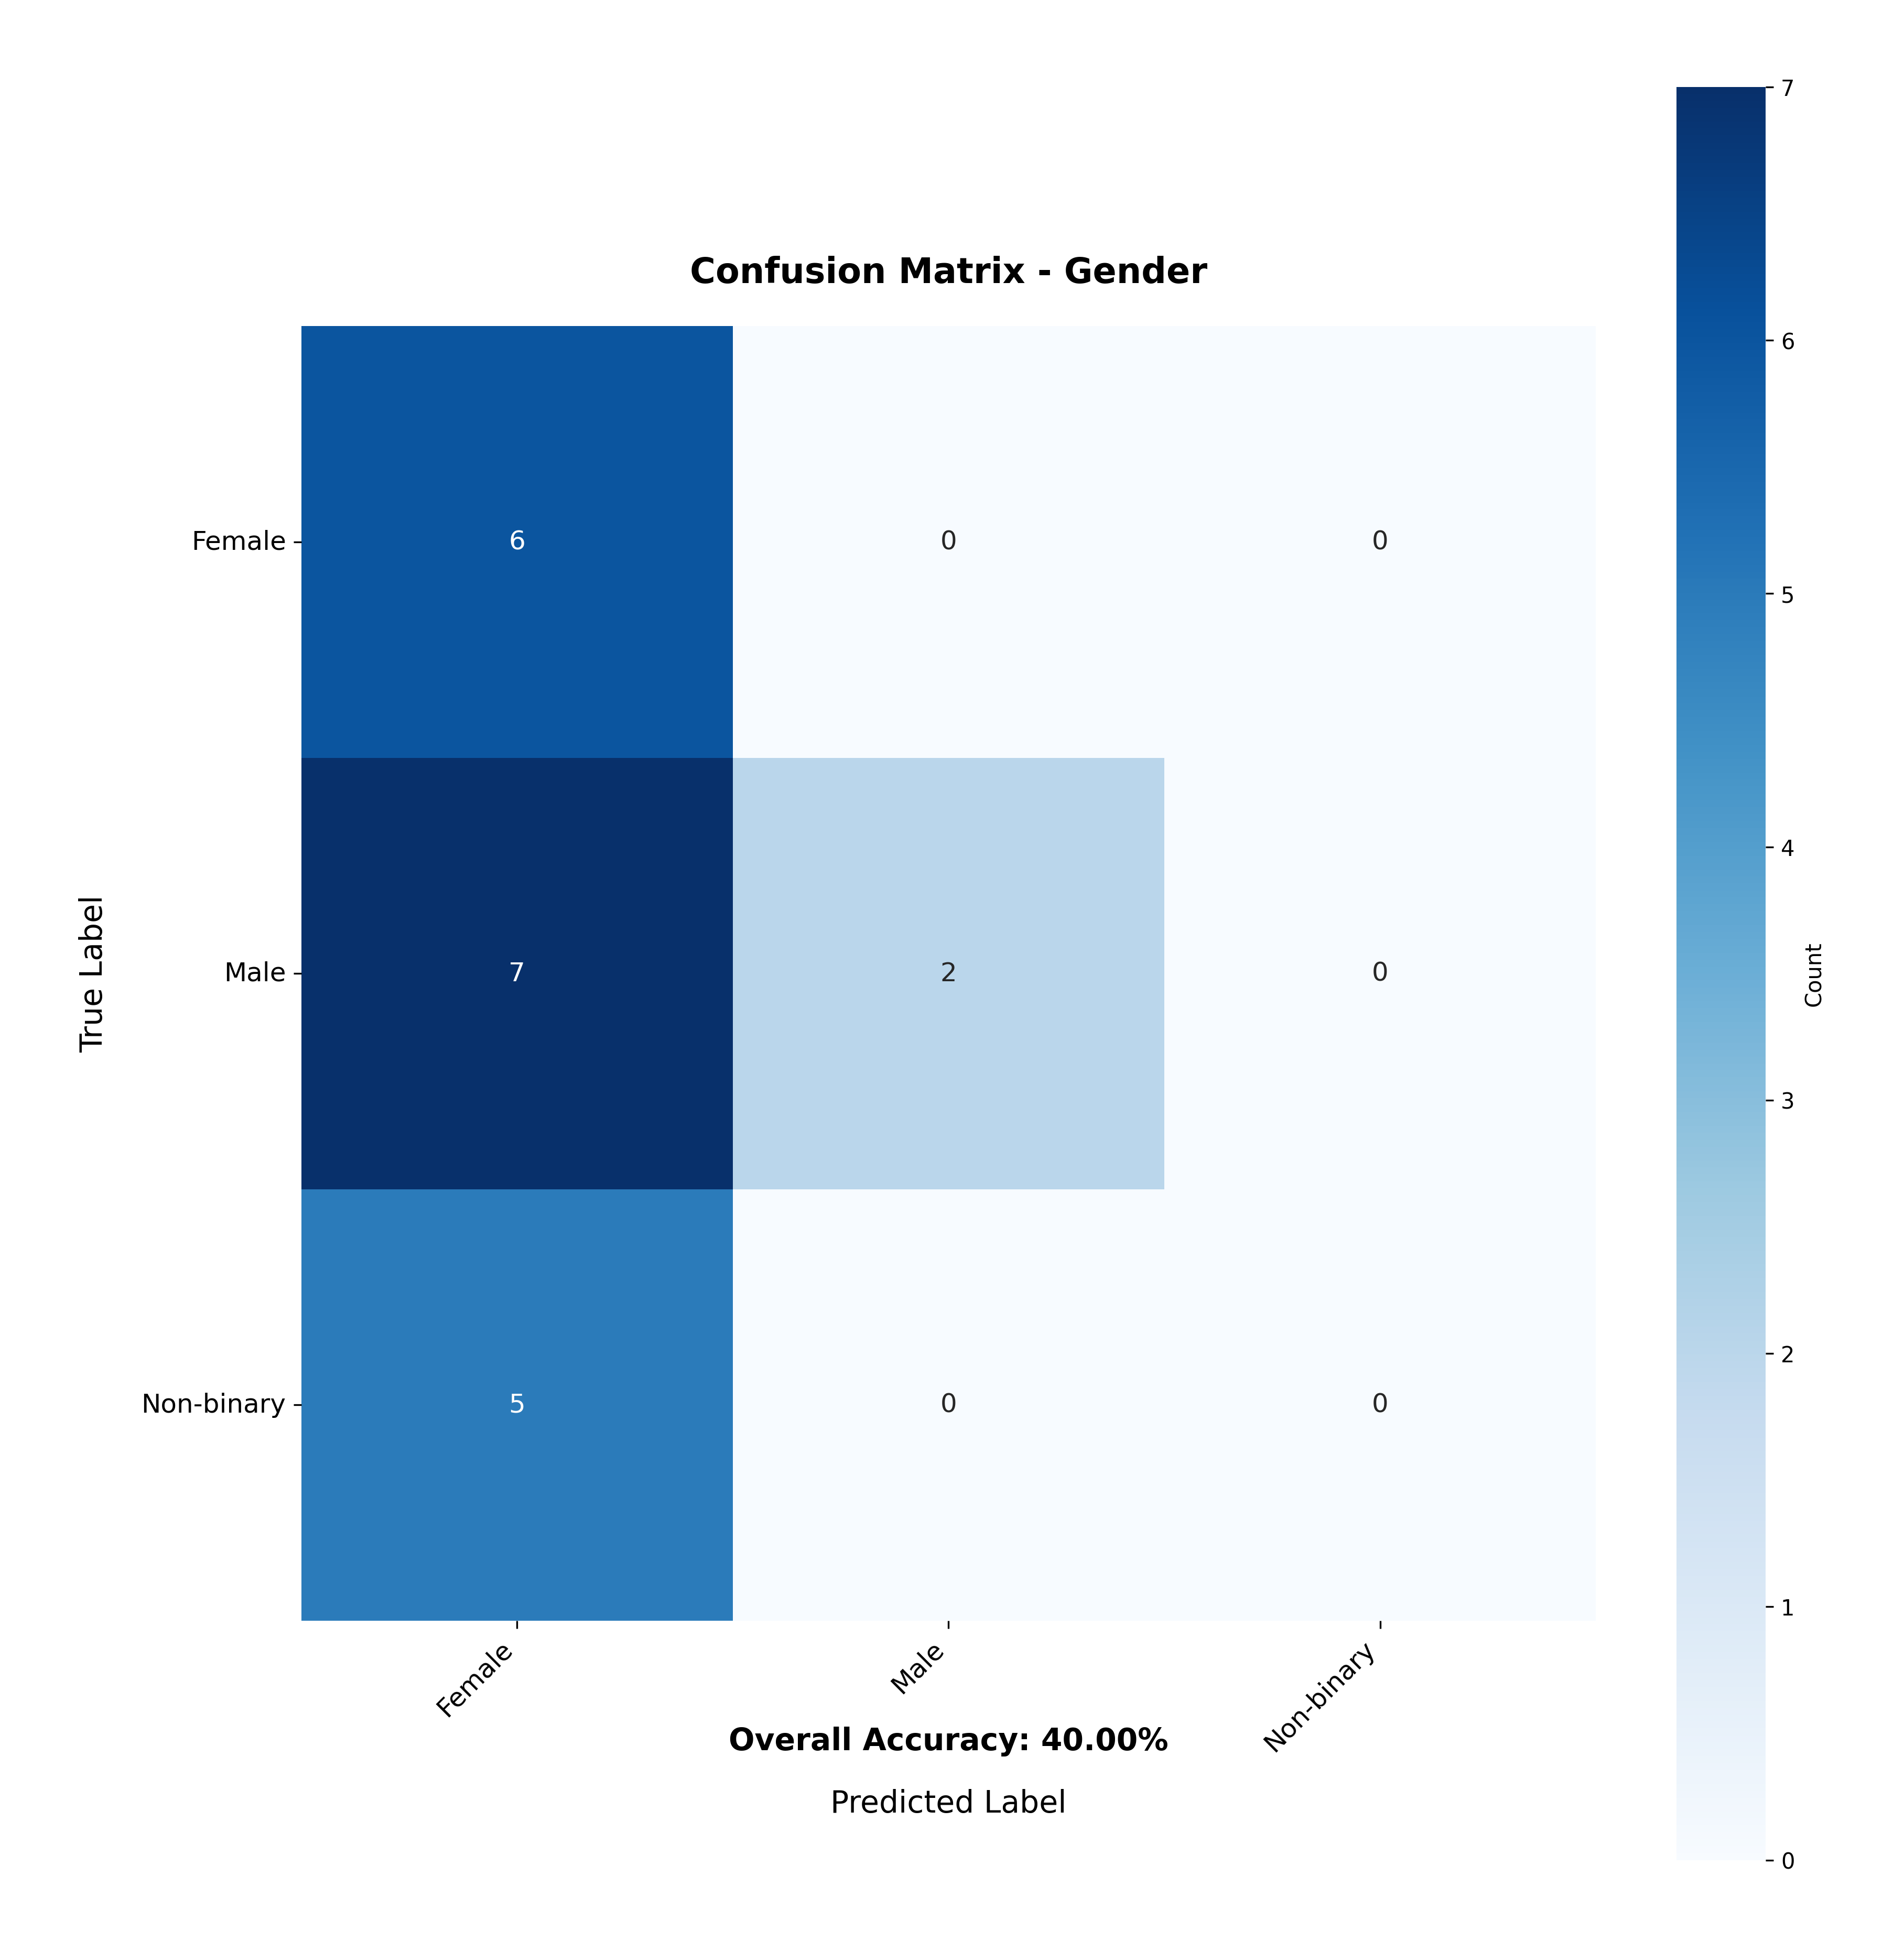 Confusion Matrix - Gender
7
6
5
4
3
2
1
0
Count
True Label
Female
6 0 0
Male
7 2 0
Non-binary
5 0 0
Female Male Non-binary
Overall Accuracy: 40.00%
Predicted Label